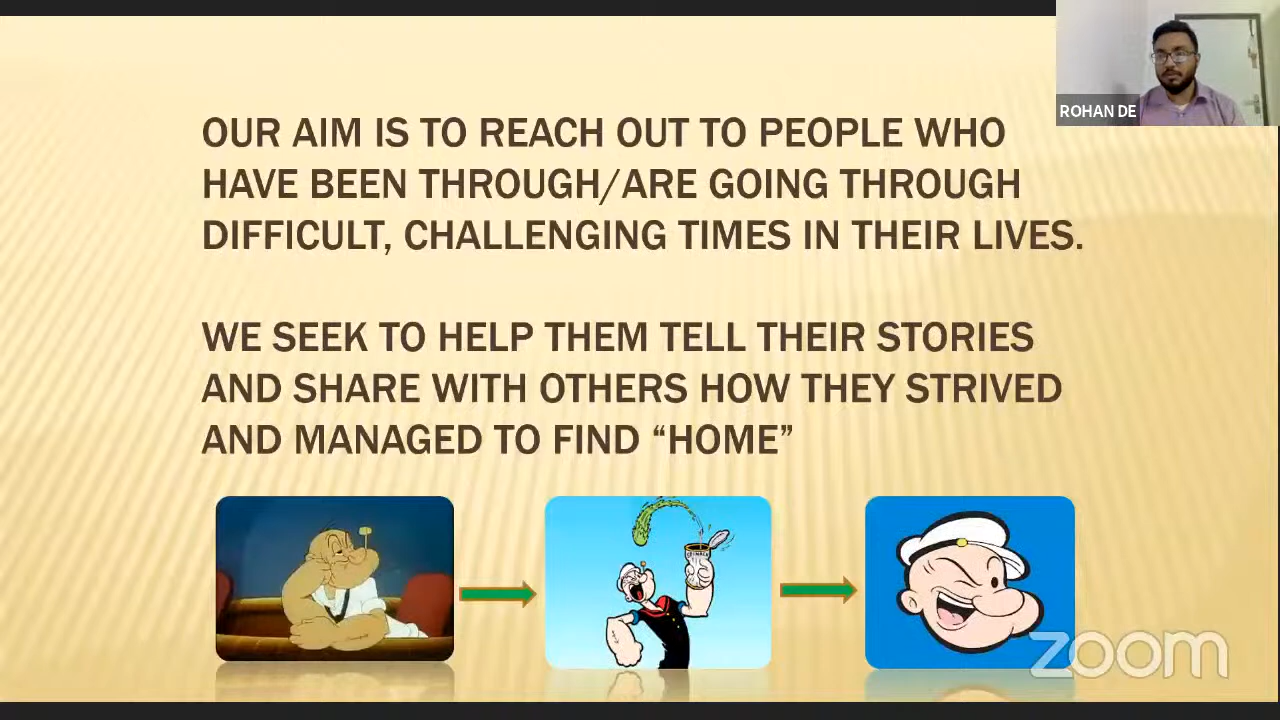 ROHAN DE
OUR AIM IS TO REACH OUT TO PEOPLE WHO
HAVE BEEN THROUGH/ARE GOING THROUGH
DIFFICULT, CHALLENGING TIMES IN THEIR LIVES.
WE SEEK TO HELP THEM TELL THEIR STORIES
AND SHARE WITH OTHERS HOW THEY STRIVED
AND MANAGED TO FIND “HOME”
SPINACH
zoom